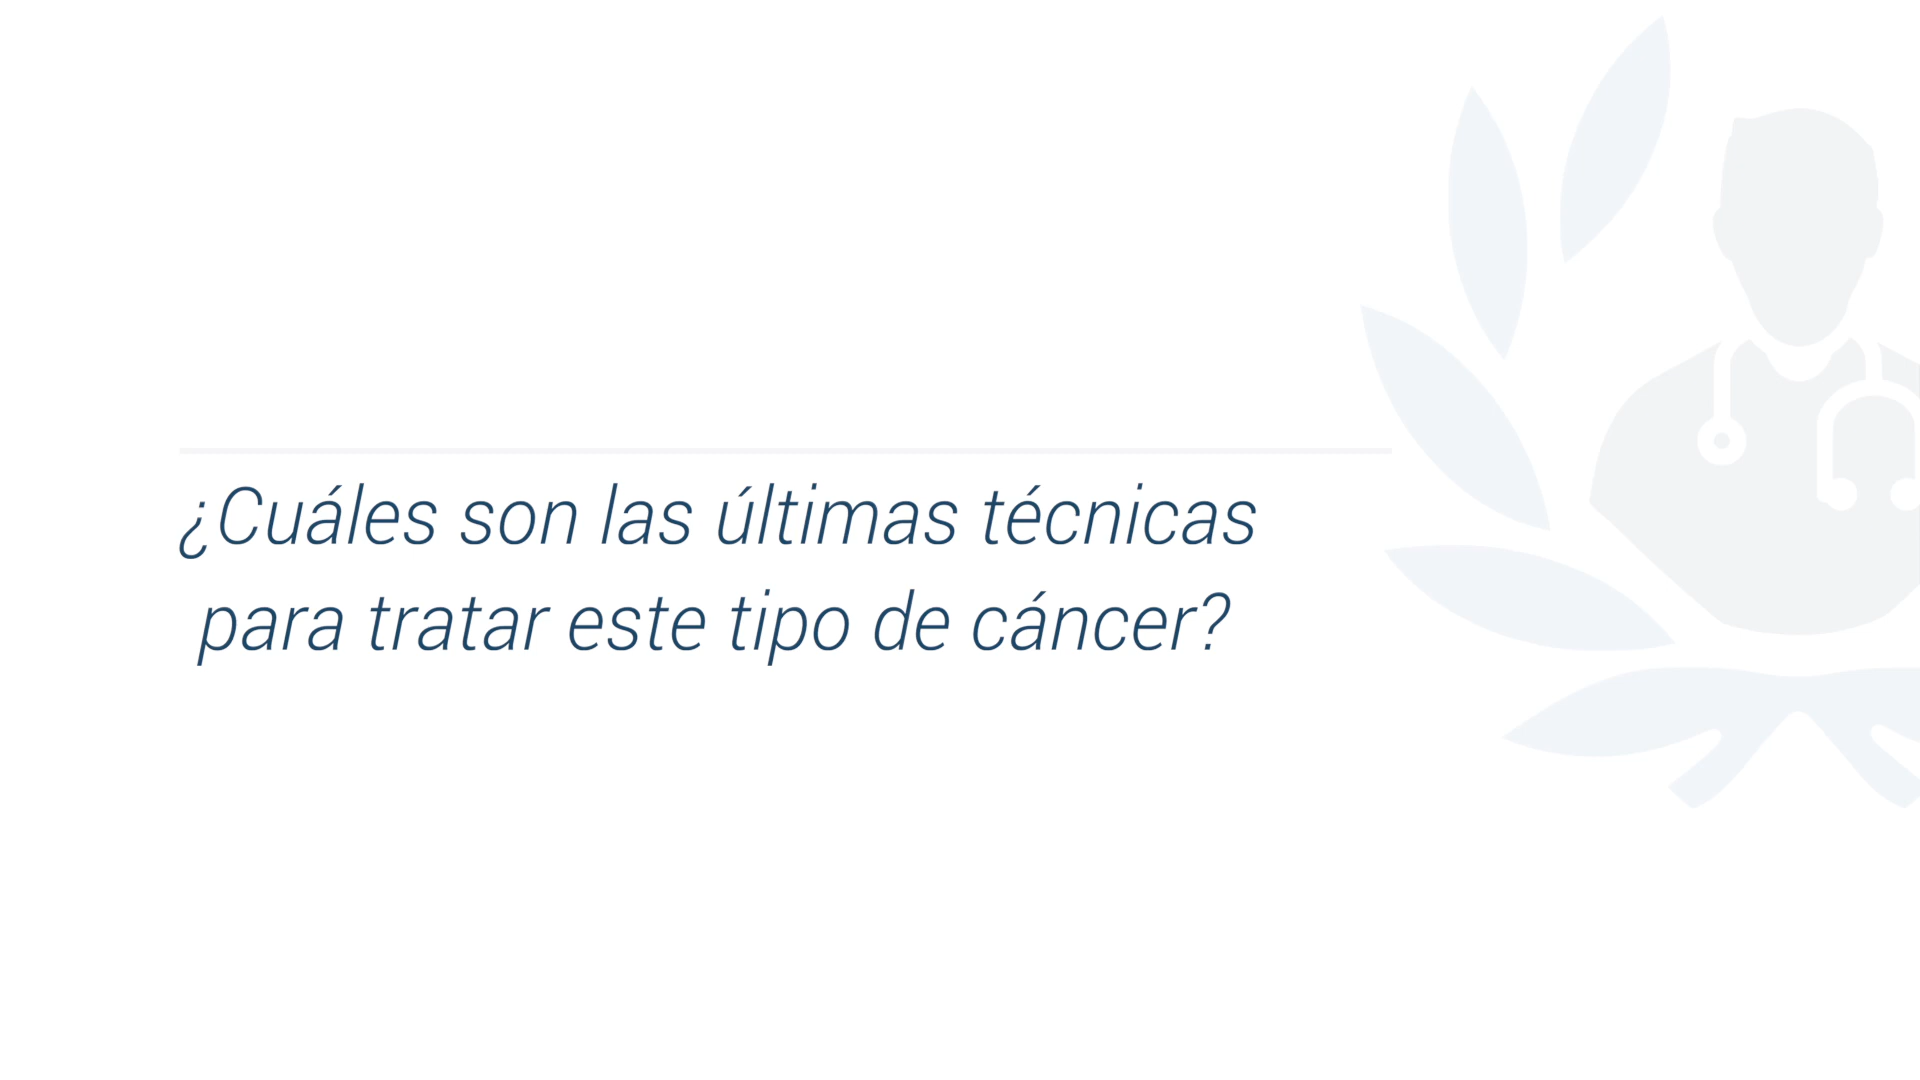 ¿Cuáles son las últimas técnicas
para tratar este tipo de cáncer?